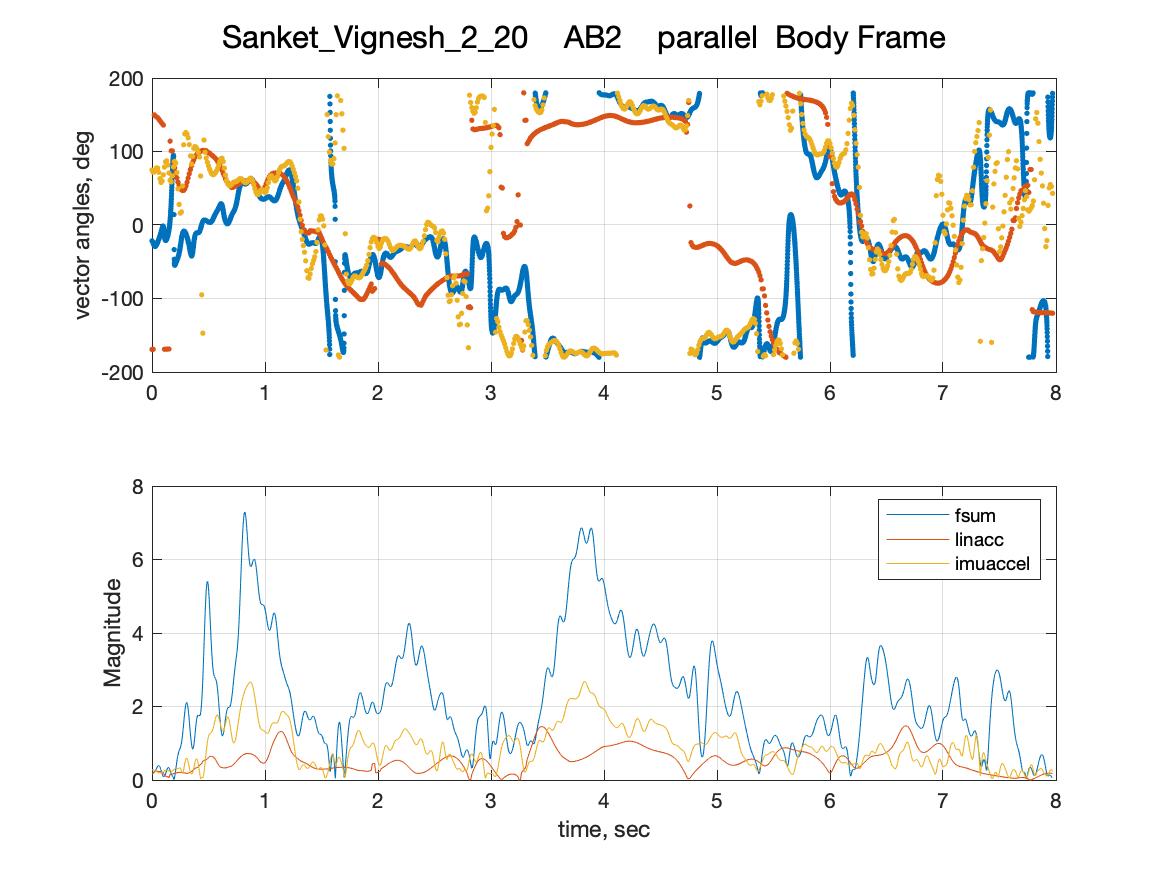 Sanket_Vignesh_2_20 AB2 parallel Body Frame
200
100
0
-100
-200
vector angles, deg
0 1 2 3 4 5 6 7 8
8
6
4
2
0
Magnitude
fsum
linacc
imuaccel
0 1 2 3 4 5 6 7 8
time, sec